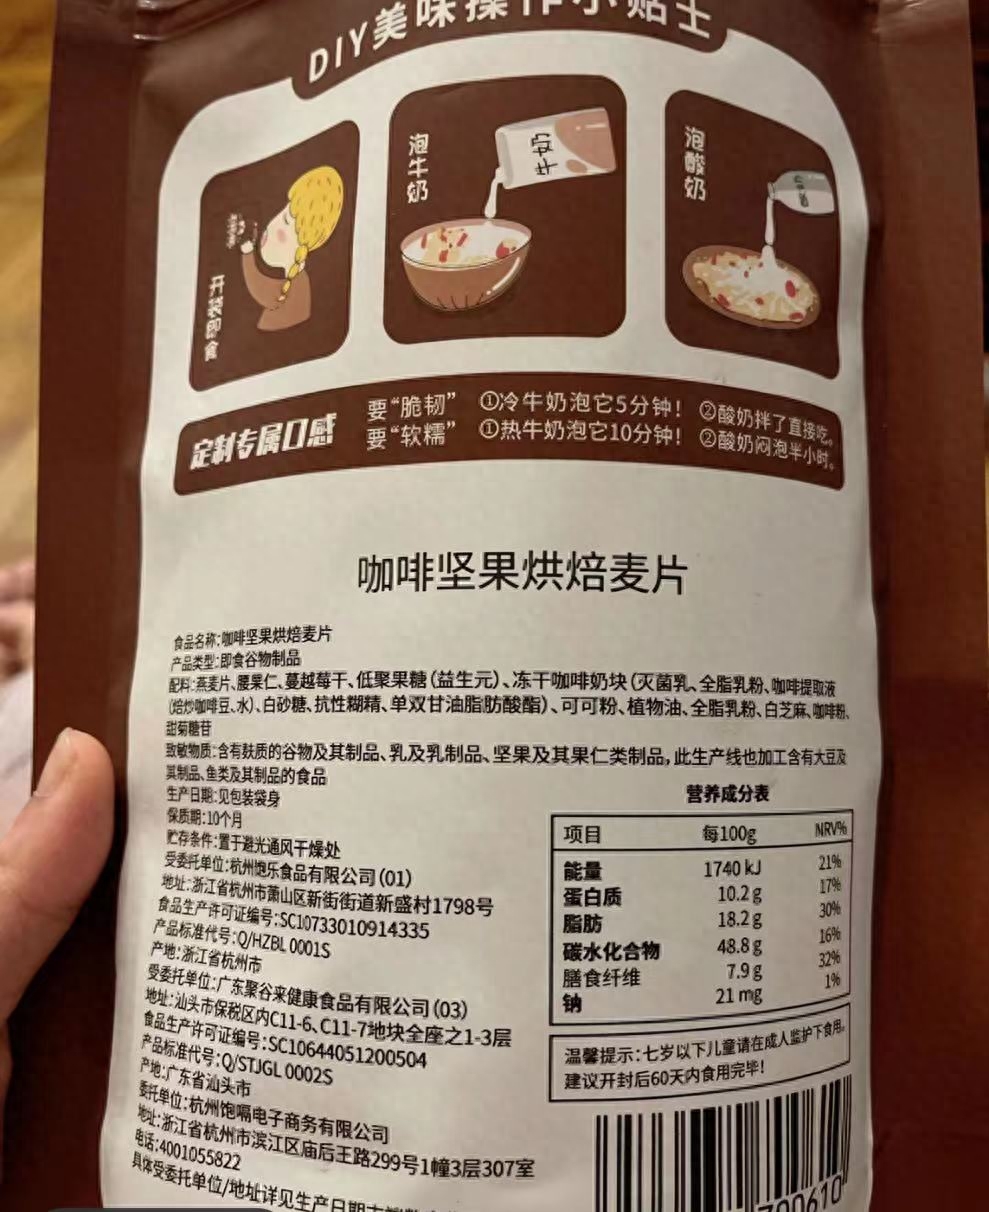 DIY美味操作小贴士
开袋即食
泡牛奶
牛奶
泡酸奶
定制专属口感
要“脆韧” ①冷牛奶泡它5分钟! ②酸奶拌了直接吃。
要“软糯” ①热牛奶泡它10分钟! ②酸奶闷泡半小时。
咖啡坚果烘焙麦片
食品名称:咖啡坚果烘焙麦片
产品类型:即食谷物制品
配料:燕麦片、腰果仁、蔓越莓干、低聚果糖(益生元)、冻干咖啡奶块(灭菌乳、全脂乳粉、咖啡提取液
(焙炒咖啡豆、水)、白砂糖、抗性糊精、单双甘油脂肪酸酯)、可可粉、植物油、全脂乳粉、白芝麻、咖啡粉、
甜菊糖苷
致敏物质:含有麸质的谷物及其制品、乳及乳制品、坚果及其果仁类制品,此生产线也加工含有大豆及
其制品、鱼类及其制品的食品
生产日期:见包装袋身
保质期:10个月
贮存条件:置于避光通风干燥处
受委托单位:杭州饱乐食品有限公司(01)
地址:浙江省杭州市萧山区新街街道新盛村1798号
食品生产许可证编号:SC10733010914335
产品标准代号:Q/HZBL 0001S
产地:浙江省杭州市
受委托单位:广东聚谷来健康食品有限公司(03)
地址:汕头市保税区内C11-6、C11-7地块全座之1-3层
食品生产许可证编号:SC10644051200504
产品标准代号:Q/STJGL 0002S
产地:广东省汕头市
委托单位:杭州饱嗝电子商务有限公司
地址:浙江省杭州市滨江区庙后王路299号1幢3层307室
电话:4001055822
具体受委托单位/地址详见生产日期
营养成分表
项目 每100g NRV%
能量 1740 kJ 21%
蛋白质 10.2 g 17%
脂肪 18.2 g 30%
碳水化合物 48.8 g 16%
膳食纤维 7.9 g 32%
钠 21 mg 1%
温馨提示:七岁以下儿童请在成人监护下食用。
建议开封后60天内食用完毕!
700610